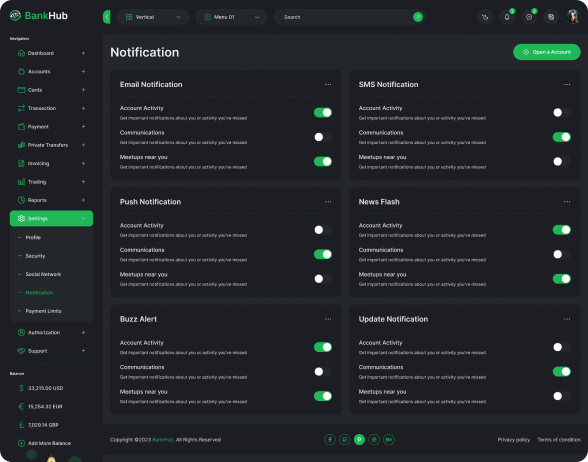 BankHub
Vertical
Menu 01
Search
2
2
Navigation
Dashboard
Accounts
Cards
Transaction
Payment
Private Transfers
Invoicing
Trading
Reports
Settings
Profile
Security
Social Network
Notification
Payment Limits
Authorization
Support
Balance
33,215.00 USD
15,254.32 EUR
7,029.14 GBP
Add More Balance
Notification
Open a Account
Email Notification
Account Activity
Get important notifications about you or activity you've missed
Communications
Get important notifications about you or activity you've missed
Meetups near you
Get important notifications about you or activity you've missed
SMS Notification
Account Activity
Get important notifications about you or activity you've missed
Communications
Get important notifications about you or activity you've missed
Meetups near you
Get important notifications about you or activity you've missed
Push Notification
Account Activity
Get important notifications about you or activity you've missed
Communications
Get important notifications about you or activity you've missed
Meetups near you
Get important notifications about you or activity you've missed
News Flash
Account Activity
Get important notifications about you or activity you've missed
Communications
Get important notifications about you or activity you've missed
Meetups near you
Get important notifications about you or activity you've missed
Buzz Alert
Account Activity
Get important notifications about you or activity you've missed
Communications
Get important notifications about you or activity you've missed
Meetups near you
Get important notifications about you or activity you've missed
Update Notification
Account Activity
Get important notifications about you or activity you've missed
Communications
Get important notifications about you or activity you've missed
Meetups near you
Get important notifications about you or activity you've missed
Copyright ©2023 BankHub. All Rights Reserved
Privacy policy
Terms of condition